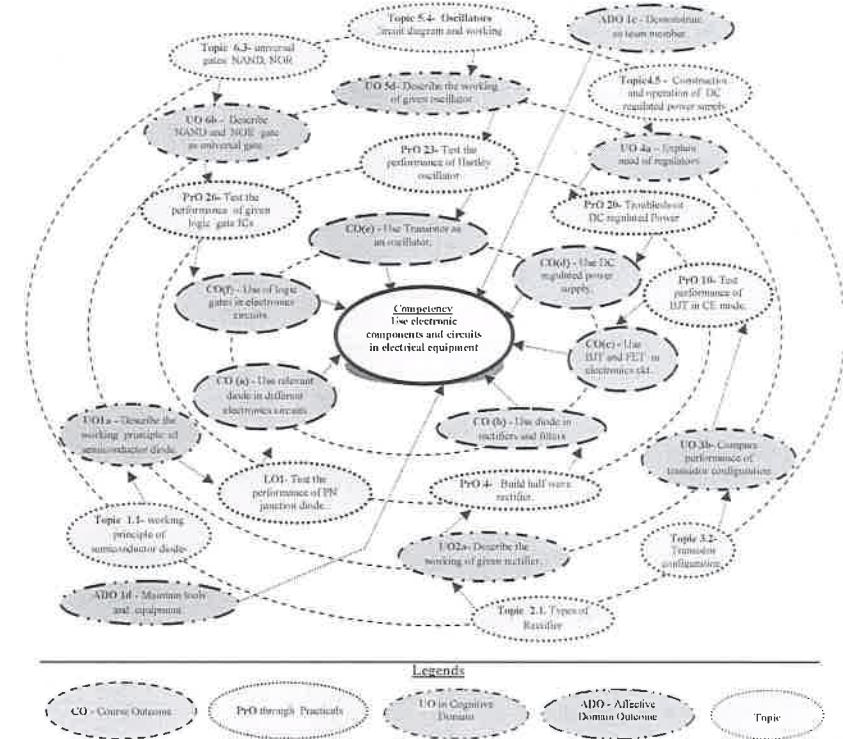 Topic 5.4- Oscillators
Circuit diagram and working
ADO 1c - Demonstrate
as team member.
Topic 6.3- universal
gates NAND, NOR
Topic4.5 - Construction
and operation of DC
regulated power supply
UO 5d- Describe the working
of given oscillator
UO 6b - Describe
NAND and NOR gate
as universal gate.
UO 4a - Explain
need of regulators
PrO 23- Test the
performance of Hartley
oscillator
PrO 26- Test the
performance of given
logic gate ICs
PrO 20- Troubleshoot
DC regulated Power
CO(e) - Use Transistor as
an oscillator.
CO(d) - Use DC
regulated power
supply.
CO(f) - Use of logic
gates in electronics
circuits.
PrO 10- Test
performance of
BJT in CE mode.
Competency
Use electronic
components and circuits
in electrical equipment
CO(c) - Use
BJT and FET in
electronics ckt.
CO (a) - Use relevant
diode in different
electronics circuits
CO (b) - Use diode in
rectifiers and filters
UO1a - Describe the
working principle of
semiconductor diode.
UO 3b- Compare
performance of
transistor configuration
LO1- Test the
performance of PN
junction diode.
PrO 4- Build half wave
rectifier.
Topic 1.1- working
principle of
semiconductor diode-
UO2a- Describe the
working of given rectifier.
Topic 3.2-
Transistor
configuration.
ADO 1d - Maintain tools
and equipment.
Topic 2.1. Types of
Rectifier
Legends
CO - Course Outcome
PrO through Practicals
UO in Cognitive
Domain
ADO - Affective
Domain Outcome
Topic